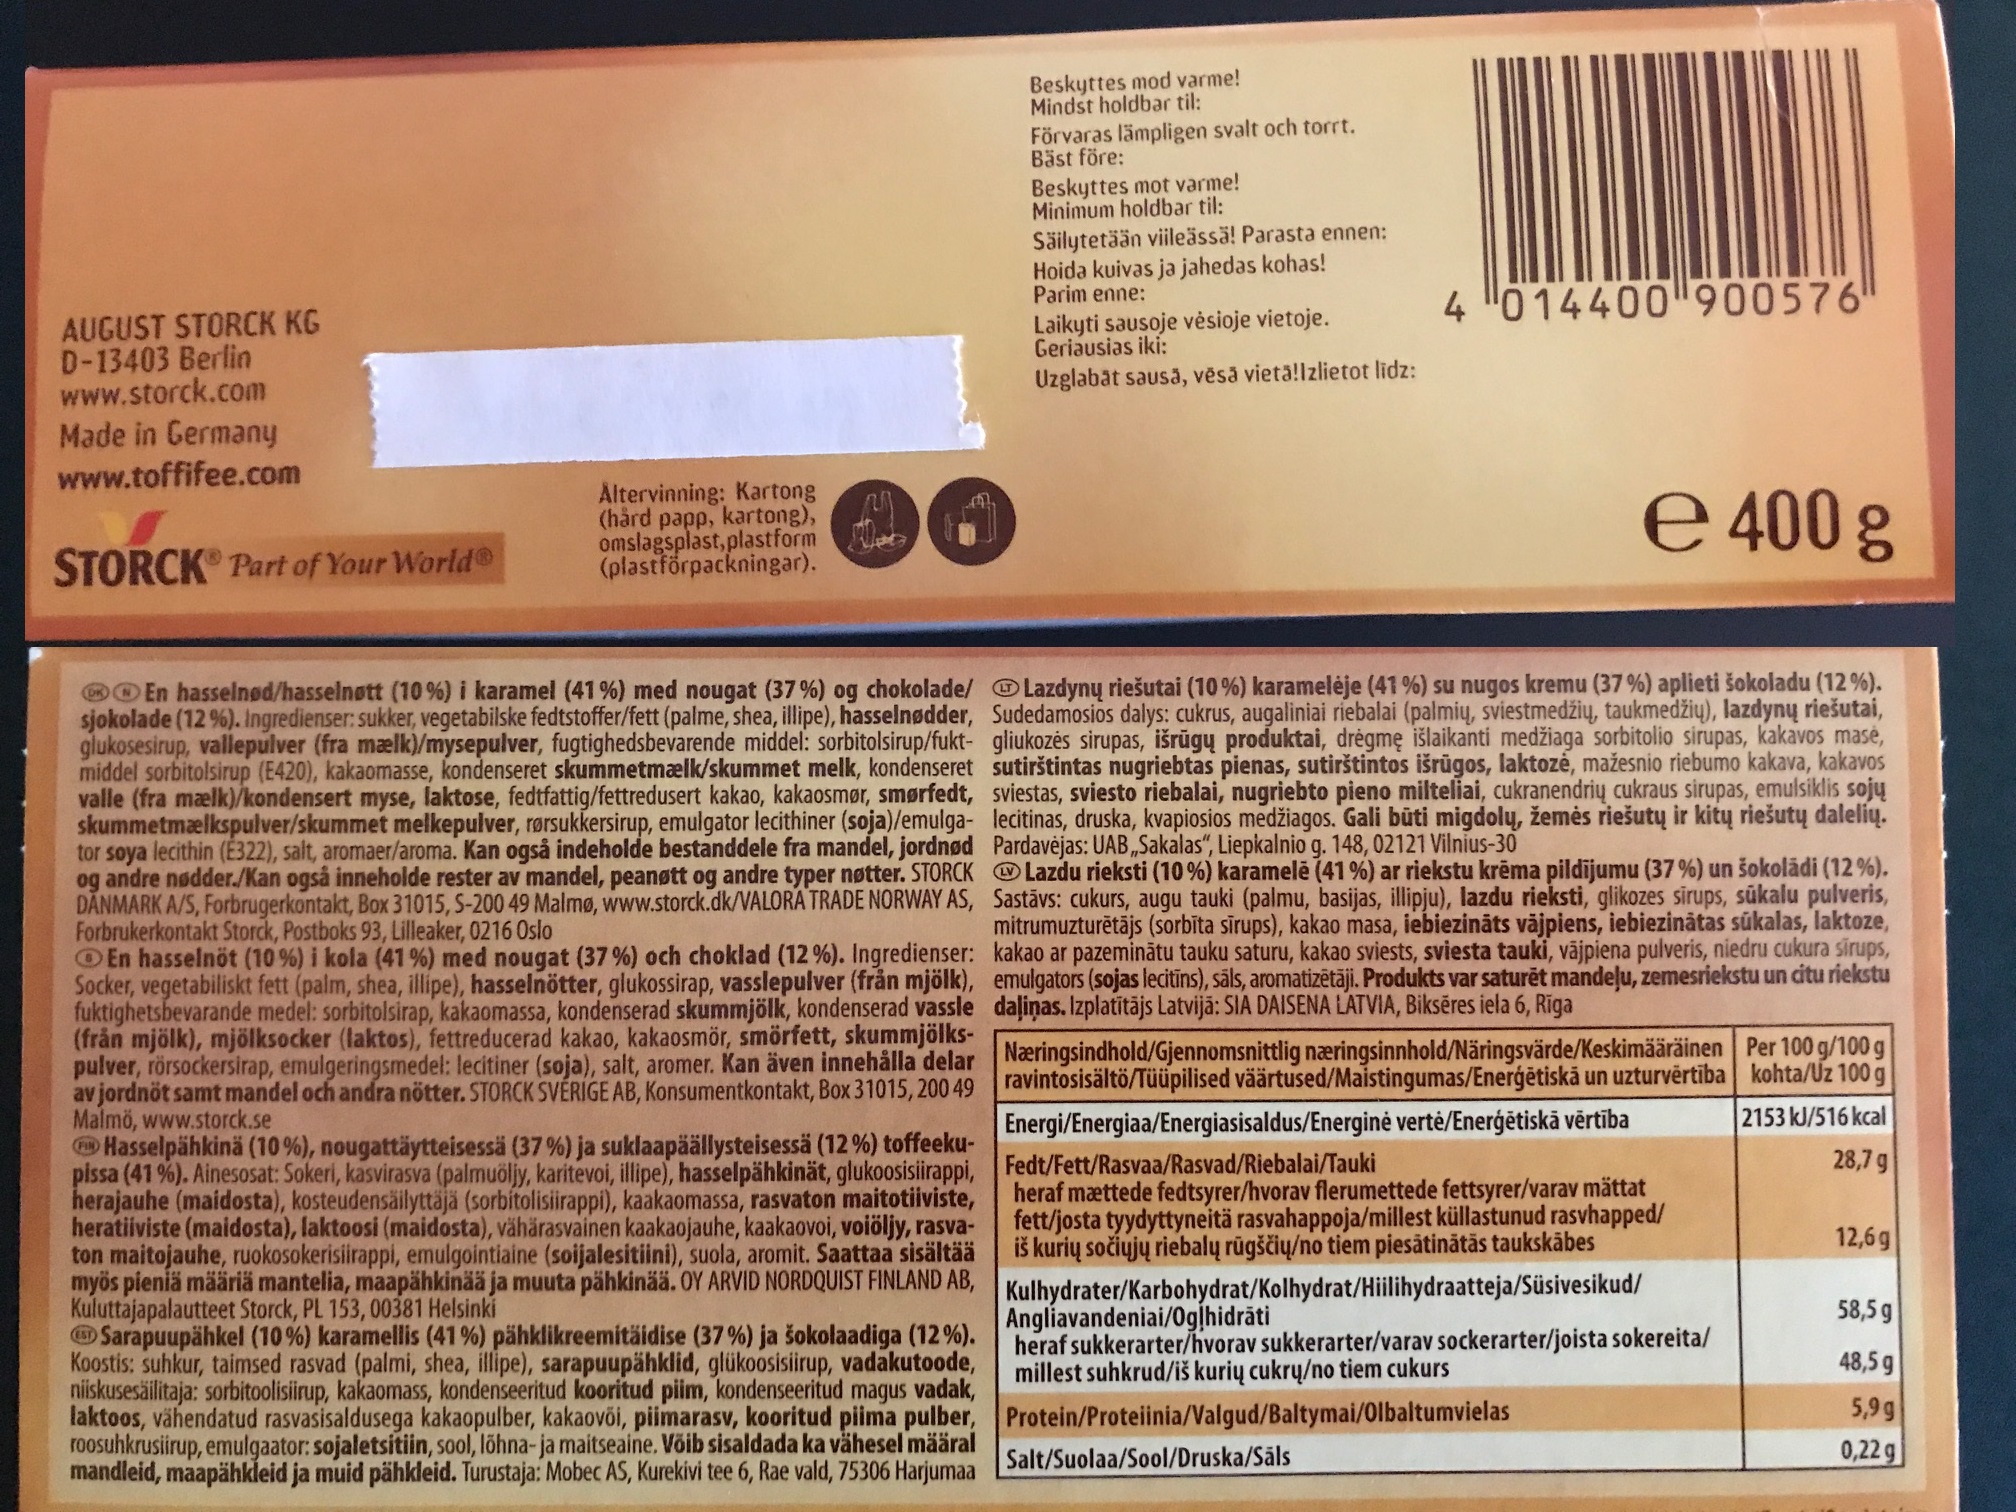 AUGUST STORCK KG
D-13403 Berlin
www.storck.com
Made in Germany
www.toffifee.com
STORCK® Part of Your World®
Återvinning: Kartong
(hård papp, kartong),
omslagsplast,plastform
(plastförpackningar).
Beskyttes mod varme!
Mindst holdbar til:
Förvaras lämpligen svalt och torrt.
Bäst före:
Beskyttes mot varme!
Minimum holdbar til:
Säilytetään viileässä! Parasta ennen:
Hoida kuivas ja jahedas kohas!
Parim enne:
Laikyti sausoje vėsioje vietoje.
Geriausias iki:
Uzglabāt sausā, vēsā vietā!Izlietot līdz:
4 014400 900576
e 400 g
DK N En hasselnød/hasselnøtt (10 %) i karamel (41 %) med nougat (37 %) og chokolade/
sjokolade (12 %). Ingredienser: sukker, vegetabilske fedtstoffer/fett (palme, shea, illipe), hasselnødder,
glukosesirup, vallepulver (fra mælk)/mysepulver, fugtighedsbevarende middel: sorbitolsirup/fukt-
middel sorbitolsirup (E420), kakaomasse, kondenseret skummetmælk/skummet melk, kondenseret
valle (fra mælk)/kondensert myse, laktose, fedtfattig/fettredusert kakao, kakaosmør, smørfedt,
skummetmælkspulver/skummet melkepulver, rørsukkersirup, emulgator lecithiner (soja)/emulga-
tor soya lecithin (E322), salt, aromaer/aroma. Kan også indeholde bestanddele fra mandel, jordnød
og andre nødder./Kan også inneholde rester av mandel, peanøtt og andre typer nøtter. STORCK
DANMARK A/S, Forbrugerkontakt, Box 31015, S-200 49 Malmø, www.storck.dk/VALORA TRADE NORWAY AS,
Forbrukerkontakt Storck, Postboks 93, Lilleaker, 0216 Oslo
S En hasselnöt (10 %) i kola (41 %) med nougat (37 %) och choklad (12 %). Ingredienser:
Socker, vegetabiliskt fett (palm, shea, illipe), hasselnötter, glukossirap, vasslepulver (från mjölk),
fuktighetsbevarande medel: sorbitolsirap, kakaomassa, kondenserad skummjölk, kondenserad vassle
(från mjölk), mjölksocker (laktos), fettreducerad kakao, kakaosmör, smörfett, skummjölks-
pulver, rörsockersirap, emulgeringsmedel: lecitiner (soja), salt, aromer. Kan även innehålla delar
av jordnöt samt mandel och andra nötter. STORCK SVERIGE AB, Konsumentkontakt, Box 31015, 200 49
Malmö, www.storck.se
FIN Hasselpähkinä (10 %), nougattäytteisessä (37 %) ja suklaapäällysteisessä (12 %) toffeeku-
pissa (41 %). Ainesosat: Sokeri, kasvirasva (palmuöljy, karitevoi, illipe), hasselpähkinät, glukoosisiirappi,
herajauhe (maidosta), kosteudensäilyttäjä (sorbitolisiirappi), kaakaomassa, rasvaton maitotiiviste,
heratiiviste (maidosta), laktoosi (maidosta), vähärasvainen kaakaojauhe, kaakaovoi, voiöljy, rasva-
ton maitojauhe, ruokosokerisiirappi, emulgointiaine (soijalesitiini), suola, aromit. Saattaa sisältää
myös pieniä määriä mantelia, maapähkinää ja muuta pähkinää. OY ARVID NORDQUIST FINLAND AB,
Kuluttajapalautteet Storck, PL 153, 00381 Helsinki
EST Sarapuupähkel (10 %) karamellis (41 %) pähklikreemitäidise (37 %) ja šokolaadiga (12 %).
Koostis: suhkur, taimsed rasvad (palmi, shea, illipe), sarapuupähklid, glükoosisiirup, vadakutoode,
niiskusesäilitaja: sorbitoolisiirup, kakaomass, kondenseeritud kooritud piim, kondenseeritud magus vadak,
laktoos, vähendatud rasvasisaldusega kakaopulber, kakaovõi, piimarasv, kooritud piima pulber,
roosuhkrusiirup, emulgaator: sojaletsitiin, sool, lõhna- ja maitseaine. Võib sisaldada ka vähesel määral
mandleid, maapähkleid ja muid pähkleid. Turustaja: Mobec AS, Kurekivi tee 6, Rae vald, 75306 Harjumaa
LT Lazdynų riešutai (10 %) karamelėje (41 %) su nugos kremu (37 %) aplieti šokoladu (12 %).
Sudedamosios dalys: cukrus, augaliniai riebalai (palmių, sviestmedžių, taukmedžių), lazdynų riešutai,
gliukozės sirupas, išrūgų produktai, drėgmę išlaikanti medžiaga sorbitolio sirupas, kakavos masė,
sutirštintas nugriebtas pienas, sutirštintos išrūgos, laktozė, mažesnio riebumo kakava, kakavos
sviestas, sviesto riebalai, nugriebto pieno milteliai, cukranendrių cukraus sirupas, emulsiklis sojų
lecitinas, druska, kvapiosios medžiagos. Gali būti migdolų, žemės riešutų ir kitų riešutų dalelių.
Pardavėjas: UAB „Sakalas“, Liepkalnio g. 148, 02121 Vilnius-30
LV Lazdu rieksti (10 %) karamelē (41 %) ar riekstu krēma pildījumu (37 %) un šokolādi (12 %).
Sastāvs: cukurs, augu tauki (palmu, basijas, illipju), lazdu rieksti, glikozes sīrups, sūkalu pulveris,
mitrumuzturētājs (sorbīta sīrups), kakao masa, iebiezināts vājpiens, iebiezinātas sūkalas, laktoze,
kakao ar pazeminātu tauku saturu, kakao sviests, sviesta tauki, vājpiena pulveris, niedru cukura sīrups,
emulgators (sojas lecitīns), sāls, aromatizētāji. Produkts var saturēt mandeļu, zemesriekstu un citu riekstu
daļiņas. Izplatītājs Latvijā: SIA DAISENA LATVIA, Biksēres iela 6, Rīga
Næringsindhold/Gjennomsnittlig næringsinnhold/Näringsvärde/Keskimääräinen
ravintosisältö/Tüüpilised väärtused/Maistingumas/Enerģētiskā un uzturvērtība
Per 100 g/100 g
kohta/Uz 100 g
Energi/Energiaa/Energiasisaldus/Energinė vertė/Enerģētiskā vērtība 2153 kJ/516 kcal
Fedt/Fett/Rasvaa/Rasvad/Riebalai/Tauki 28,7 g
heraf mættede fedtsyrer/hvorav flerumettede fettsyrer/varav mättat
fett/josta tyydyttyneitä rasvahappoja/millest küllastunud rasvhapped/
iš kurių sočiųjų riebalų rūgščių/no tiem piesātinātās taukskābes 12,6 g
Kulhydrater/Karbohydrat/Kolhydrat/Hiilihydraatteja/Süsivesikud/
Angliavandeniai/Ogļhidrāti 58,5 g
heraf sukkerarter/hvorav sukkerarter/varav sockerarter/joista sokereita/
millest suhkrud/iš kurių cukrų/no tiem cukurs 48,5 g
Protein/Proteiinia/Valgud/Baltymai/Olbaltumvielas 5,9 g
Salt/Suolaa/Sool/Druska/Sāls 0,22 g